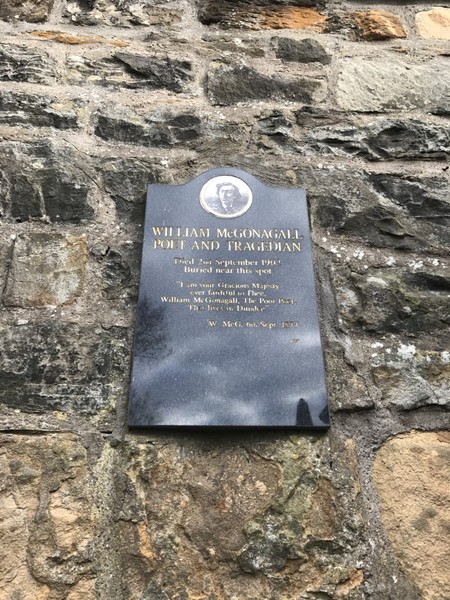 WILLIAM McGONAGALL
POET AND TRAGEDIAN
Died 29th September 1902
Buried near this spot
"I am your Gracious Majesty
ever faithful to Thee,
William McGonagall, The Poor Poet,
That lives in Dundee"
W. McG. 6th Sept. 1877